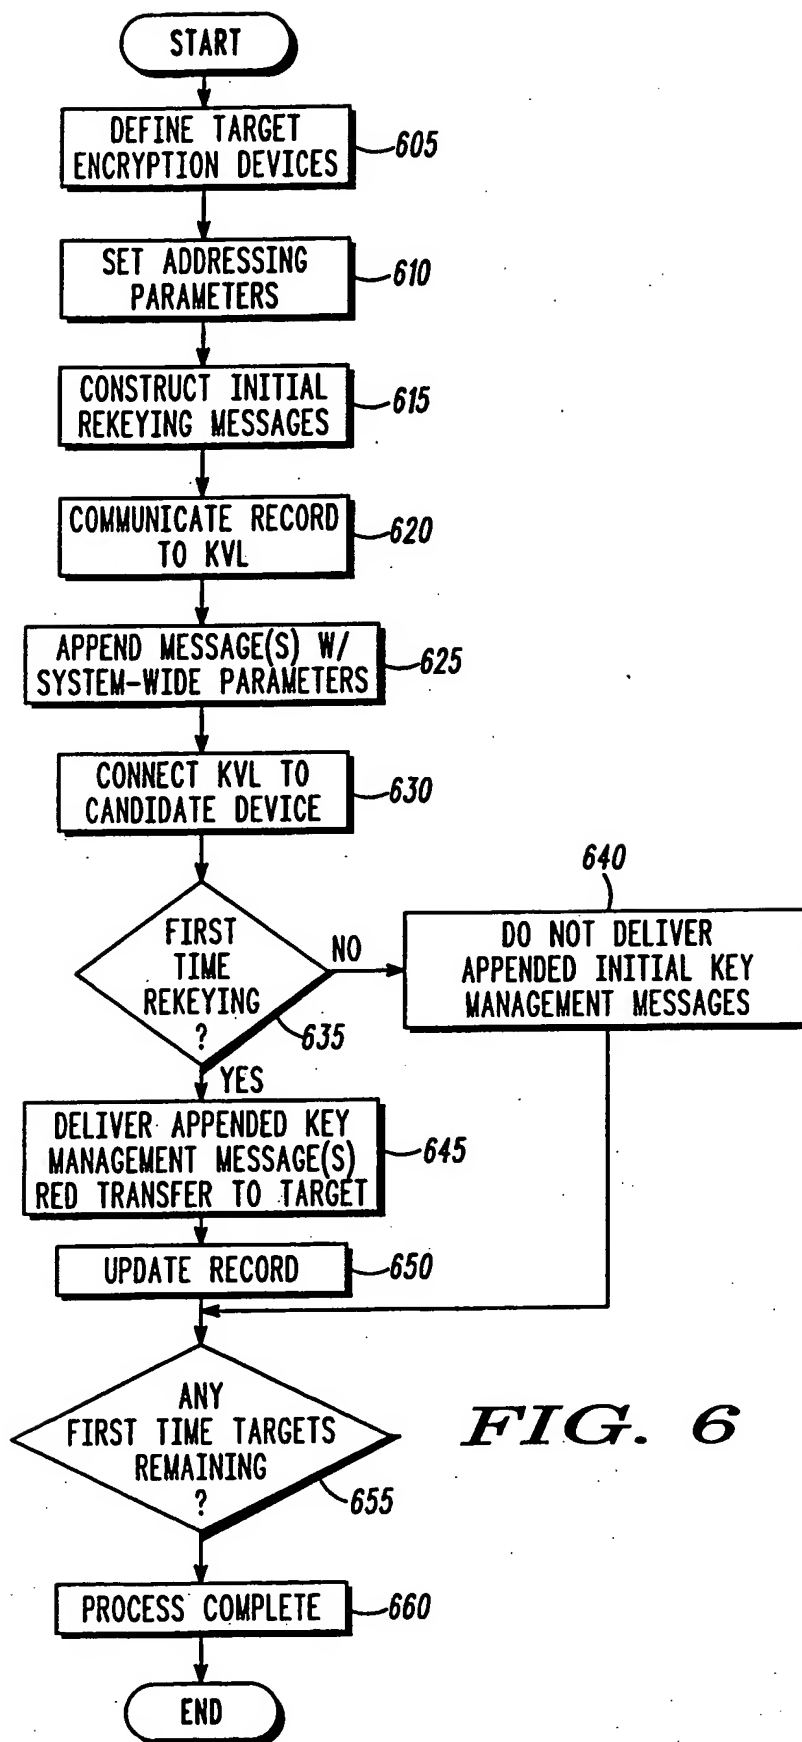 START
DEFINE TARGET
ENCRYPTION DEVICES
605
SET ADDRESSING
PARAMETERS
610
CONSTRUCT INITIAL
REKEYING MESSAGES
615
COMMUNICATE RECORD
TO KVL
620
APPEND MESSAGE(S) W/
SYSTEM-WIDE PARAMETERS
625
CONNECT KVL TO
CANDIDATE DEVICE
630
FIRST
TIME
REKEYING
?
635
NO
640
DO NOT DELIVER
APPENDED INITIAL KEY
MANAGEMENT MESSAGES
YES
DELIVER APPENDED KEY
MANAGEMENT MESSAGE(S)
RED TRANSFER TO TARGET
645
UPDATE RECORD
650
ANY
FIRST TIME TARGETS
REMAINING
?
655
FIG. 6
PROCESS COMPLETE
660
END